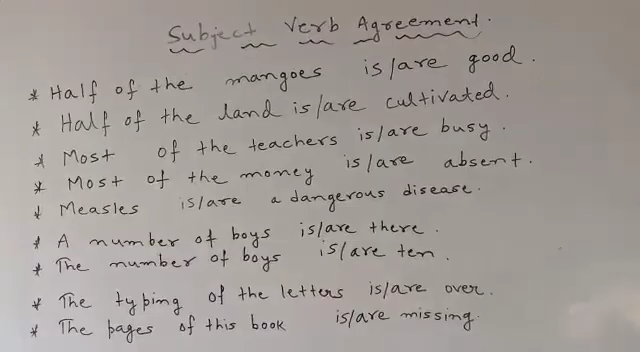 Subject Verb Agreement.
* Half of the mangoes is/are good.
* Half of the land is/are cultivated.
* Most of the teachers is/are busy.
* Most of the money is/are absent.
* Measles is/are a dangerous disease.
* A number of boys is/are there.
* The number of boys is/are ten.
* The typing of the letters is/are over.
* The pages of this book is/are missing.